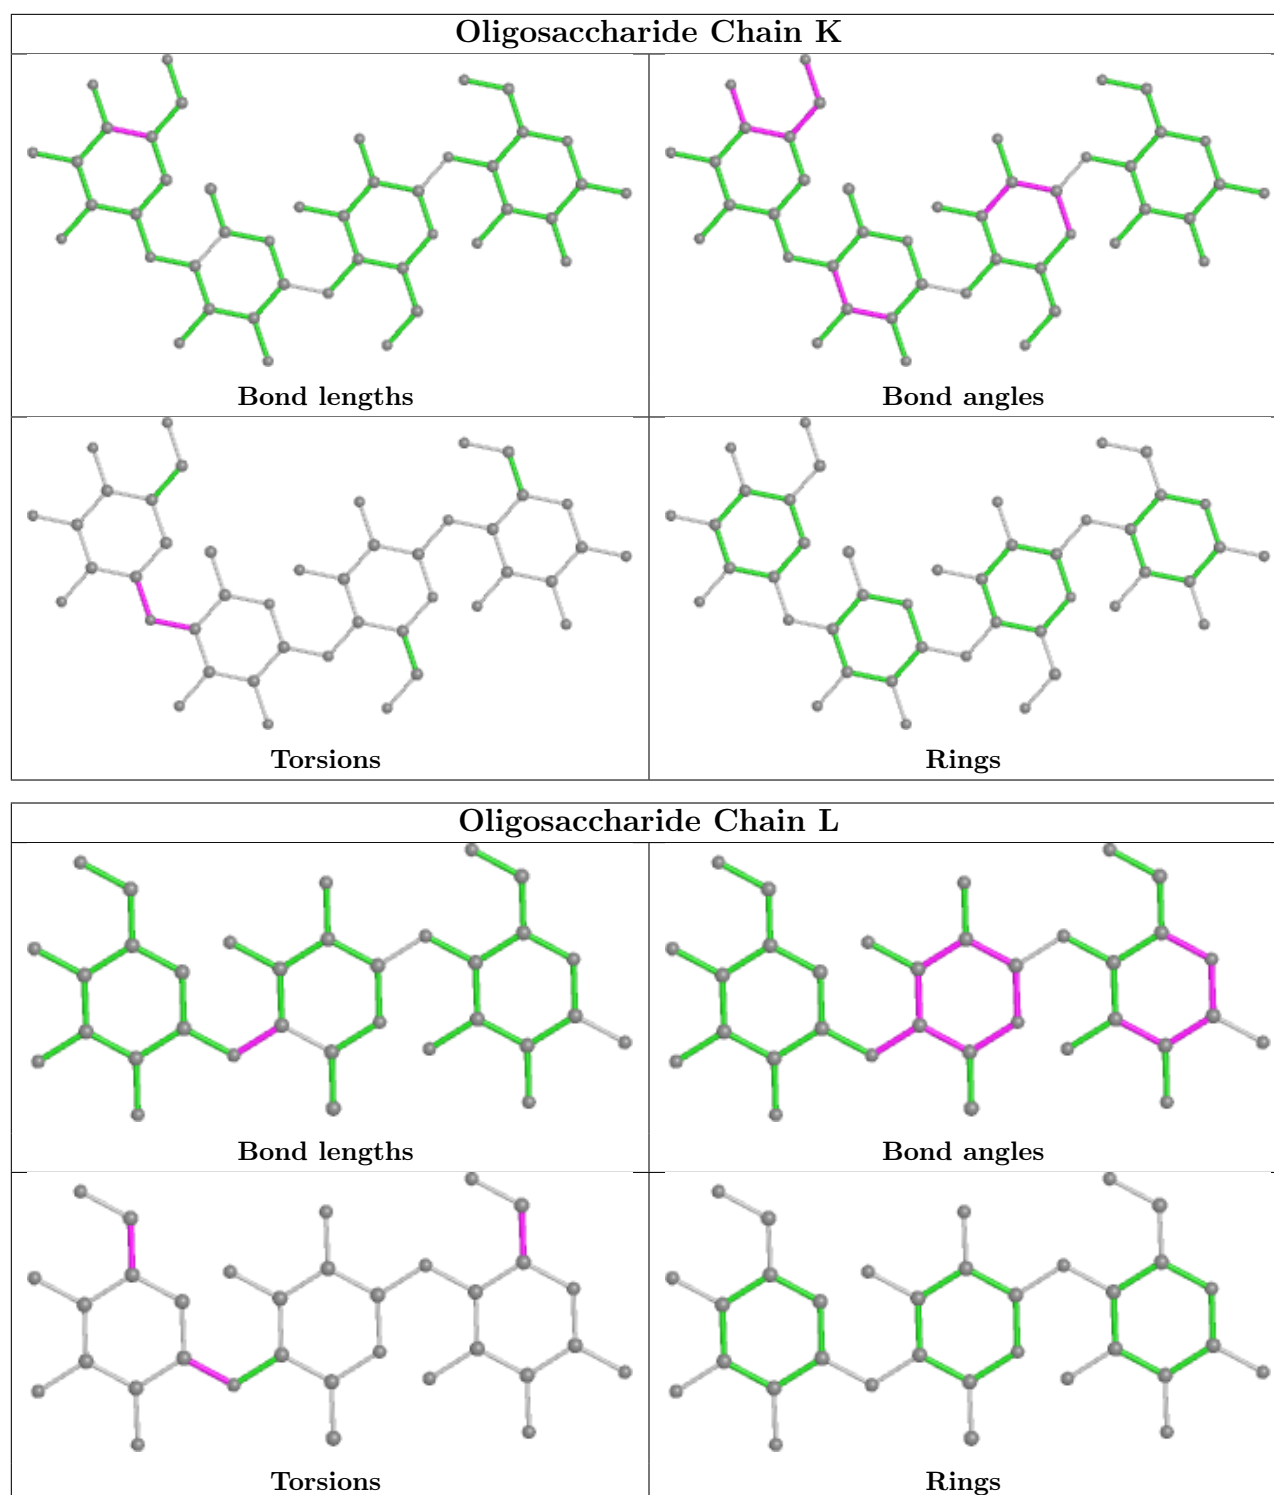 Oligosaccharide Chain K
Bond lengths
Bond angles
Torsions
Rings
Oligosaccharide Chain L
Bond lengths
Bond angles
Torsions
Rings